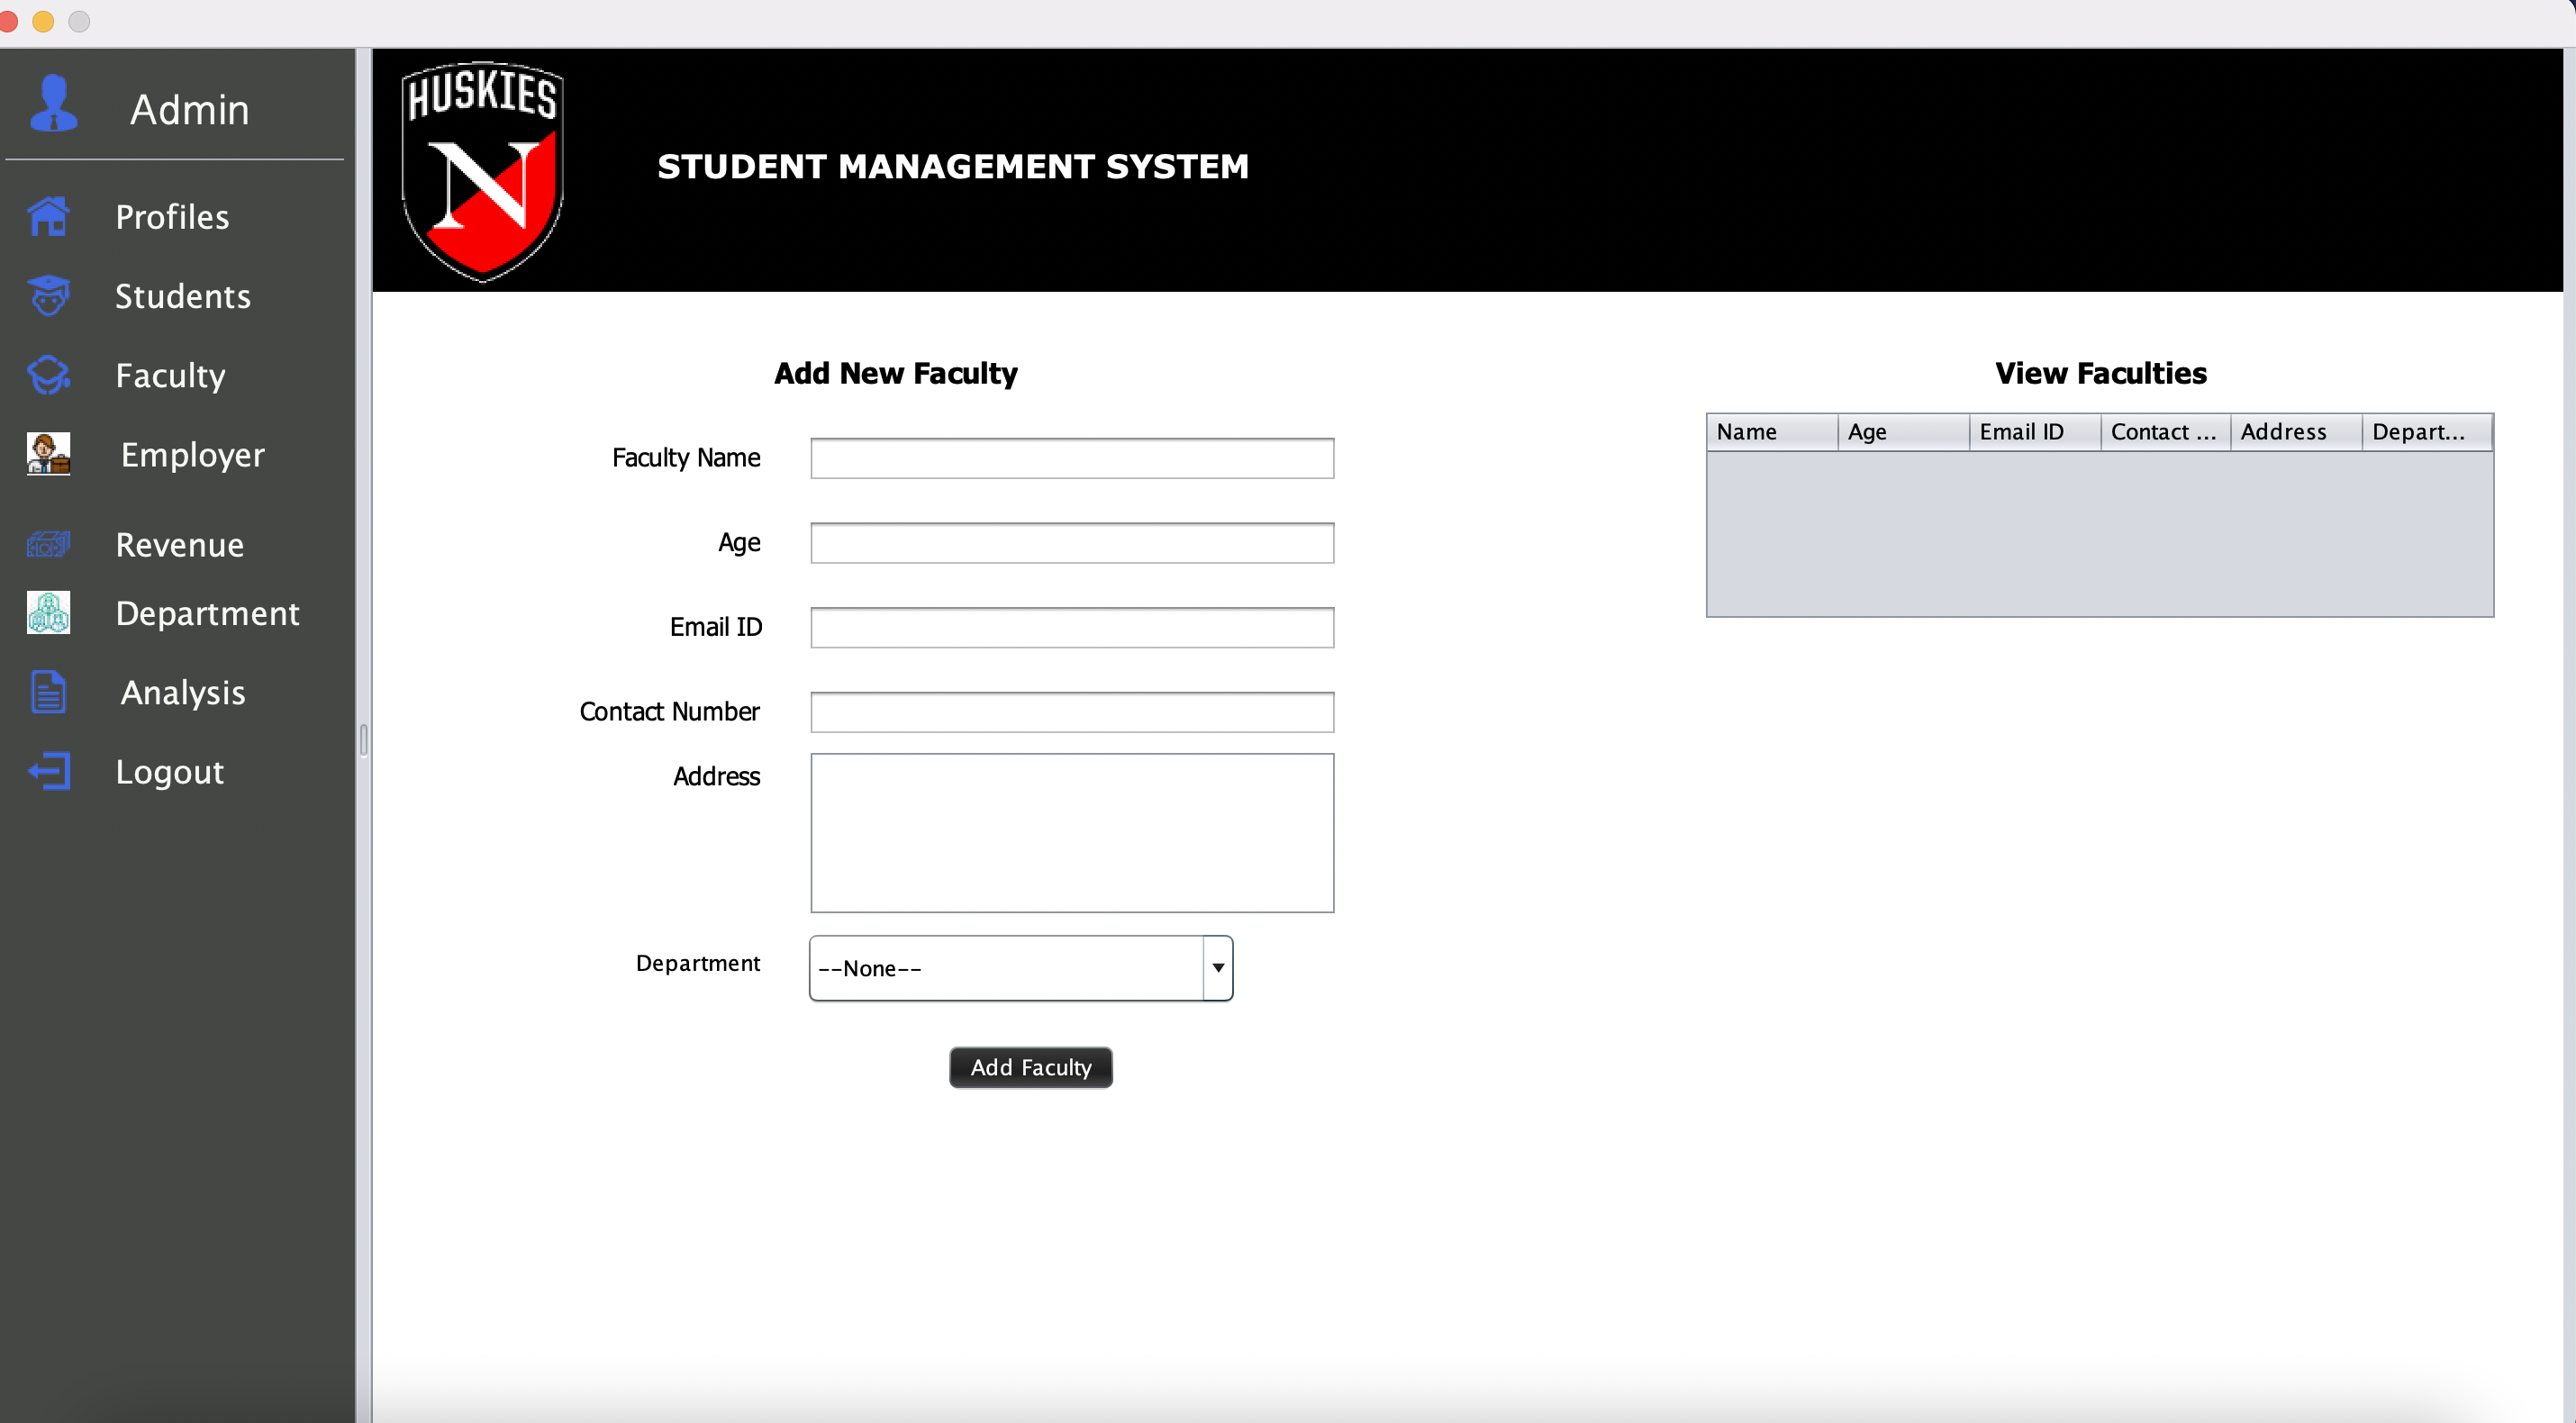 Admin
Profiles
Students
Faculty
Employer
Revenue
Department
Analysis
Logout
HUSKIES
N
STUDENT MANAGEMENT SYSTEM
Add New Faculty
Faculty Name
Age
Email ID
Contact Number
Address
Department
--None--
Add Faculty
View Faculties
Name Age Email ID Contact ... Address Depart...